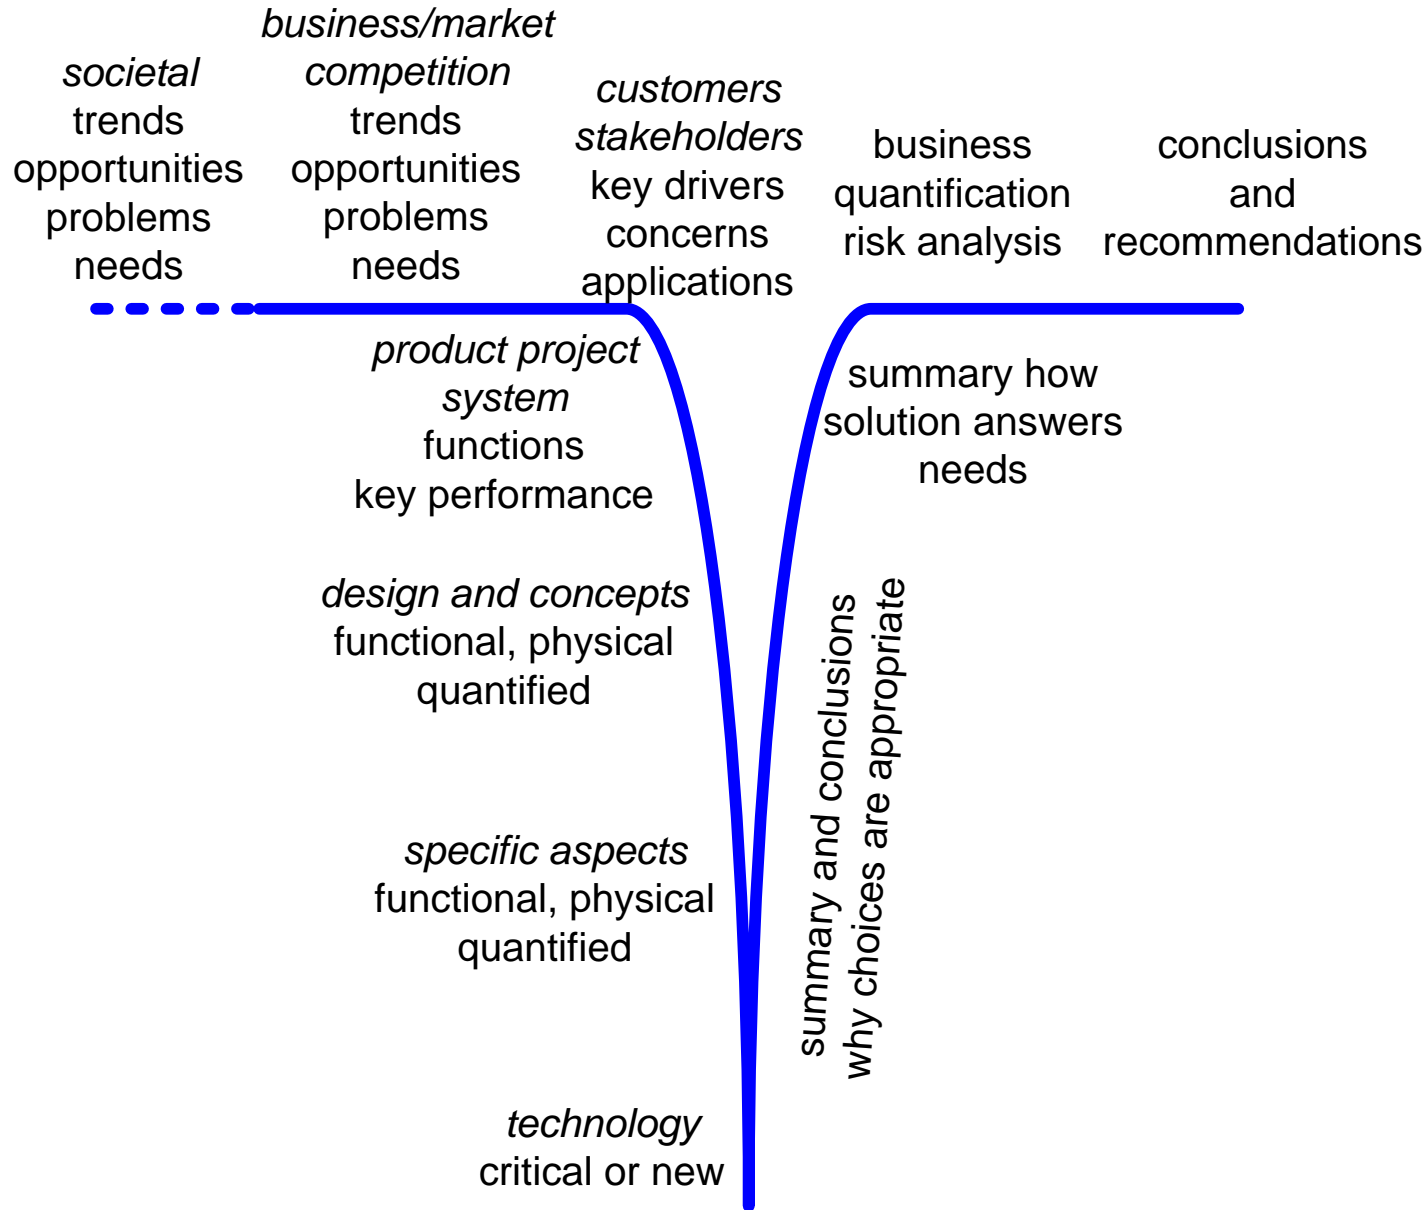 societal
trends
opportunities
problems
needs
business/market
competition
trends
opportunities
problems
needs
customers
stakeholders
key drivers
concerns
applications
business
quantification
risk analysis
conclusions
and
recommendations
product project
system
functions
key performance
design and concepts
functional, physical
quantified
specific aspects
functional, physical
quantified
technology
critical or new
summary and conclusions
why choices are appropriate
summary how
solution answers
needs